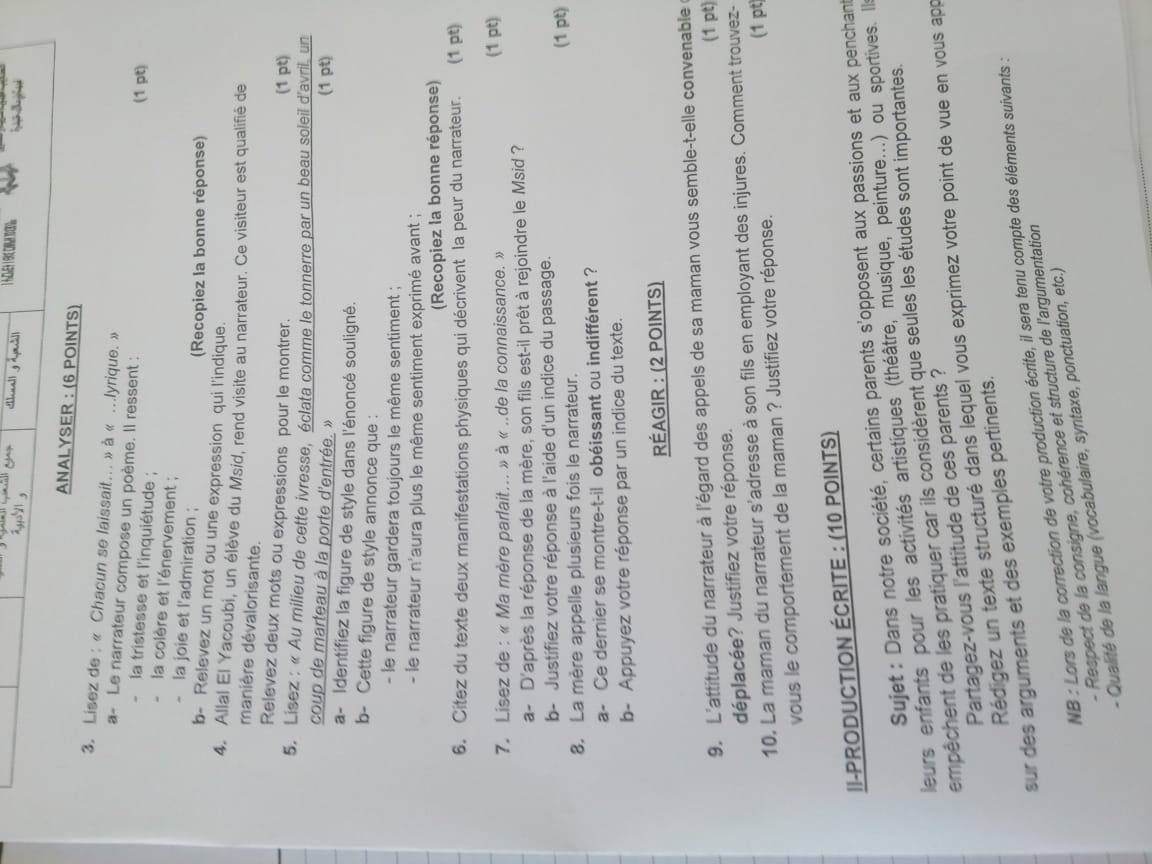 الشعبة و المسلك
ANALYSER : (6 POINTS)
3. Lisez de : « Chacun se laissait… » à « …lyrique. »
a- Le narrateur compose un poème. Il ressent : (1 pt)
- la tristesse et l'inquiétude ;
- la colère et l'énervement ;
- la joie et l'admiration ; (Recopiez la bonne réponse)
b- Relevez un mot ou une expression qui l'indique.
4. Allal El Yacoubi, un élève du Msid, rend visite au narrateur. Ce visiteur est qualifié de
manière dévalorisante.
Relevez deux mots ou expressions pour le montrer. (1 pt)
5. Lisez : « Au milieu de cette ivresse, éclata comme le tonnerre par un beau soleil d'avril, un
coup de marteau à la porte d'entrée. » (1 pt)
a- Identifiez la figure de style dans l'énoncé souligné.
b- Cette figure de style annonce que :
- le narrateur gardera toujours le même sentiment ;
- le narrateur n'aura plus le même sentiment exprimé avant ;
(Recopiez la bonne réponse)
6. Citez du texte deux manifestations physiques qui décrivent la peur du narrateur. (1 pt)
7. Lisez de : « Ma mère parlait… » à « ..de la connaissance. » (1 pt)
a- D'après la réponse de la mère, son fils est-il prêt à rejoindre le Msid ?
b- Justifiez votre réponse à l'aide d'un indice du passage.
8. La mère appelle plusieurs fois le narrateur. (1 pt)
a- Ce dernier se montre-t-il obéissant ou indifférent ?
b- Appuyez votre réponse par un indice du texte.
RÉAGIR : (2 POINTS)
9. L'attitude du narrateur à l'égard des appels de sa maman vous semble-t-elle convenable
déplacée? Justifiez votre réponse. (1 pt)
10. La maman du narrateur s'adresse à son fils en employant des injures. Comment trouvez-
vous le comportement de la maman ? Justifiez votre réponse. (1 pt)
II-PRODUCTION ÉCRITE : (10 POINTS)
Sujet : Dans notre société, certains parents s'opposent aux passions et aux penchant
leurs enfants pour les activités artistiques (théâtre, musique, peinture…) ou sportives. Ils
empêchent de les pratiquer car ils considèrent que seules les études sont importantes.
Partagez-vous l'attitude de ces parents ?
Rédigez un texte structuré dans lequel vous exprimez votre point de vue en vous app
sur des arguments et des exemples pertinents.
NB : Lors de la correction de votre production écrite, il sera tenu compte des éléments suivants :
- Respect de la consigne, cohérence et structure de l'argumentation
- Qualité de la langue (vocabulaire, syntaxe, ponctuation, etc.)